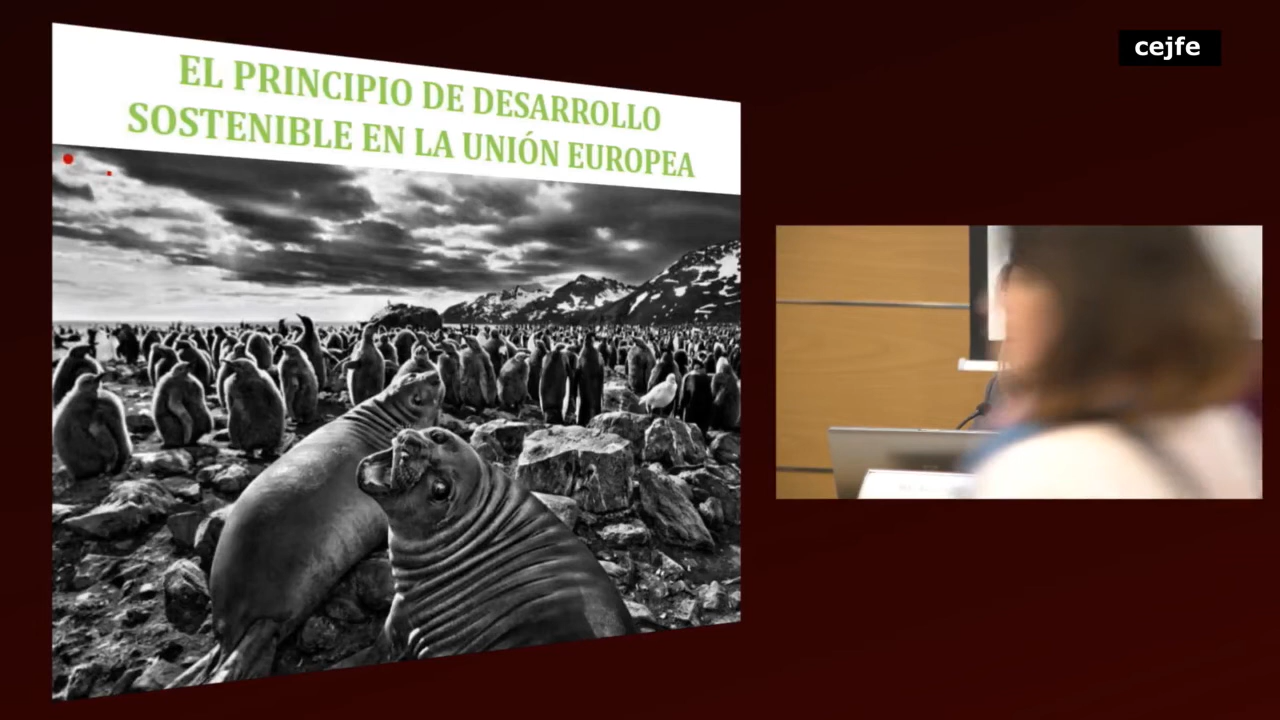 cejfe
EL PRINCIPIO DE DESARROLLO
SOSTENIBLE EN LA UNIÓN EUROPEA